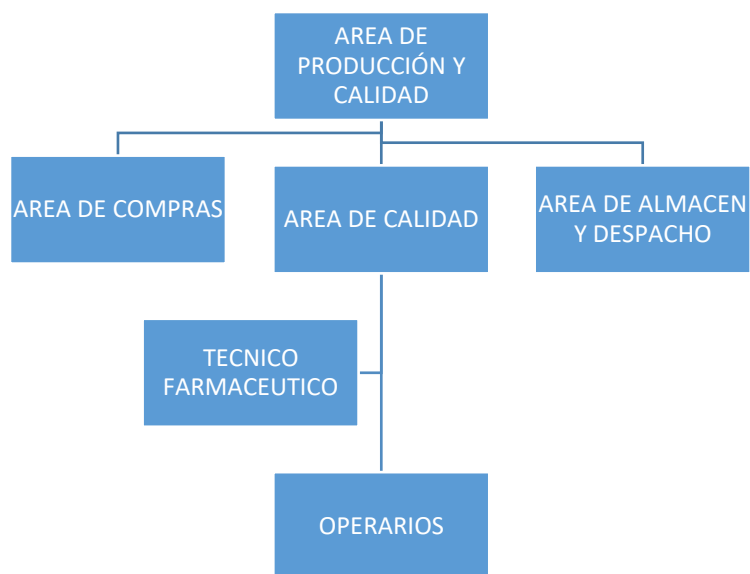 AREA DE
PRODUCCIÓN Y
CALIDAD
AREA DE COMPRAS
AREA DE CALIDAD
AREA DE ALMACEN
Y DESPACHO
TECNICO
FARMACEUTICO
OPERARIOS